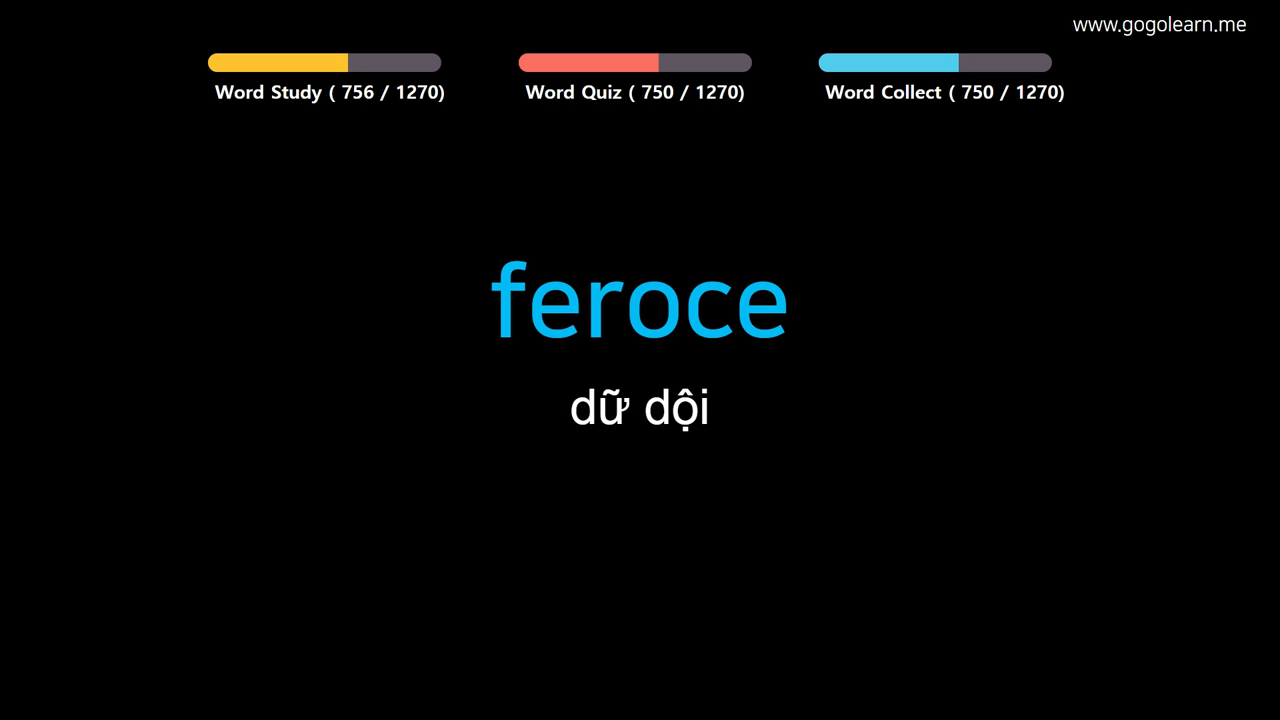 www.gogolearn.me
Word Study ( 756 / 1270)
Word Quiz ( 750 / 1270)
Word Collect ( 750 / 1270)
feroce
dữ dội